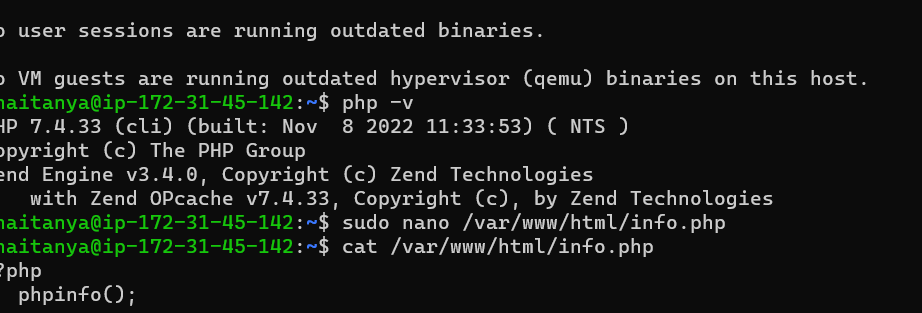 o user sessions are running outdated binaries.
o VM guests are running outdated hypervisor (qemu) binaries on this host.
haitanya@ip-172-31-45-142:~$ php -v
HP 7.4.33 (cli) (built: Nov  8 2022 11:33:53) ( NTS )
opyright (c) The PHP Group
end Engine v3.4.0, Copyright (c) Zend Technologies
    with Zend OPcache v7.4.33, Copyright (c), by Zend Technologies
haitanya@ip-172-31-45-142:~$ sudo nano /var/www/html/info.php
haitanya@ip-172-31-45-142:~$ cat /var/www/html/info.php
?php
  phpinfo();